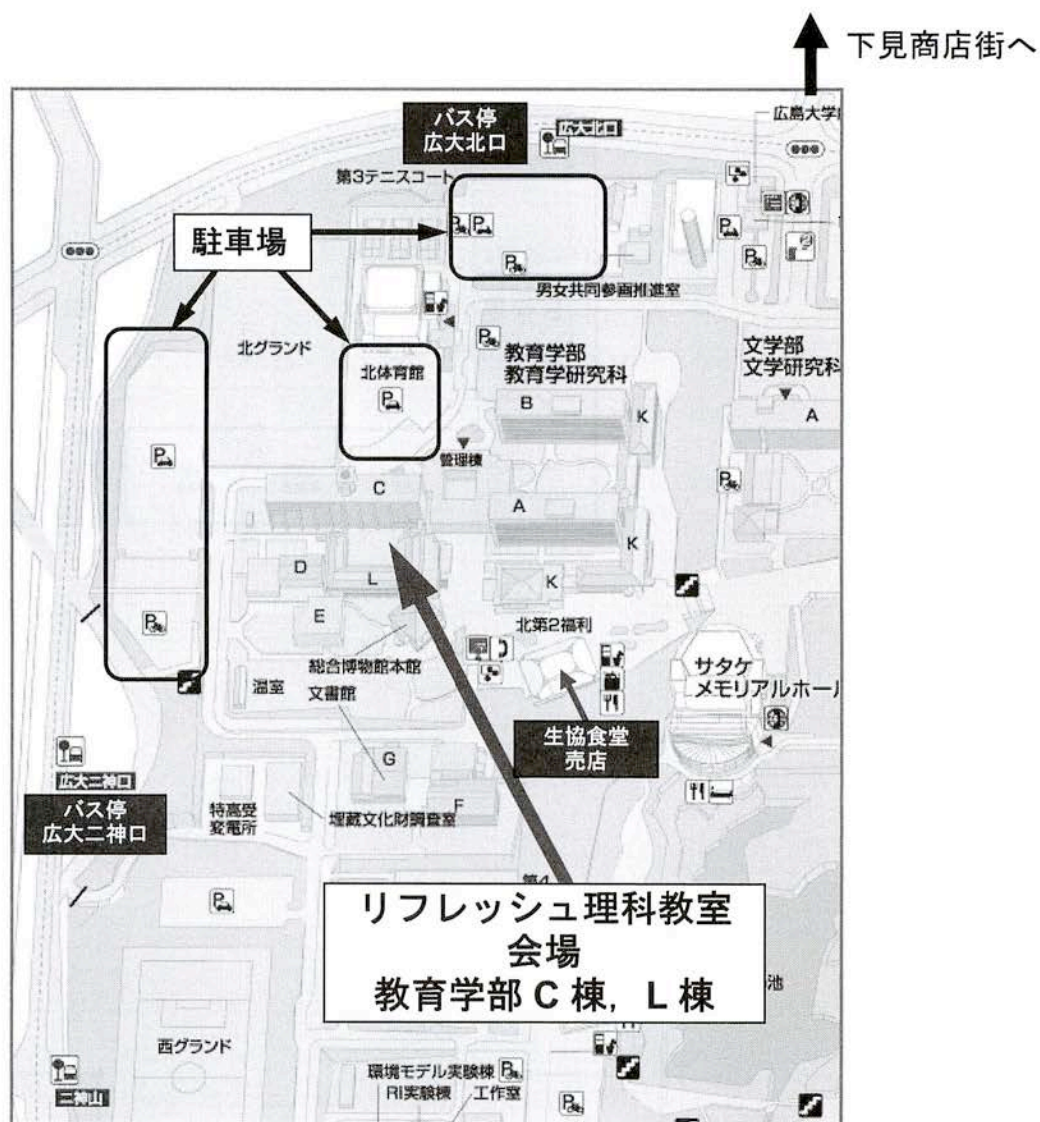 下見商店街へ
バス停
広大北口
広大北口
広島大学
第3テニスコート
駐車場
男女共同参画推進室
北グランド
北体育館
教育学部
教育学研究科
文学部
文学研究科
B
K
A
管理棟
C
A
K
D
L
K
E
北第2福利
総合博物館本館
温室
文書館
サタケ
メモリアルホール
生協食堂
売店
G
F
広大二神口
バス停
広大二神口
特高受
変電所
埋蔵文化財調査室
第4
リフレッシュ理科教室
会場
教育学部 C 棟, L 棟
池
西グランド
環境モデル実験棟
RI実験棟
工作室
二神山